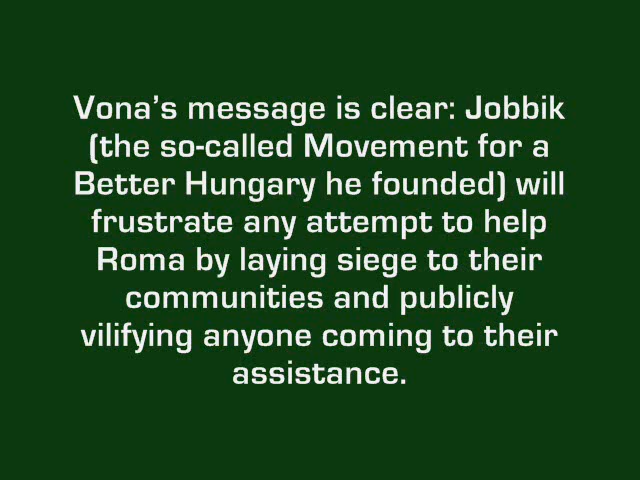 Vona's message is clear: Jobbik
(the so-called Movement for a
Better Hungary he founded) will
frustrate any attempt to help
Roma by laying siege to their
communities and publicly
vilifying anyone coming to their
assistance.